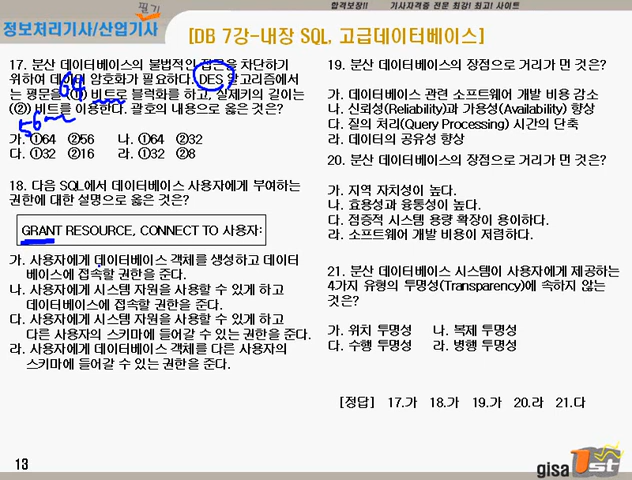 필기
정보처리기사/산업기사
합격보장!! 기사자격증 전문 최강! 최고! 사이트
[DB 7강-내장 SQL, 고급데이터베이스]
17. 분산 데이터베이스의 불법적인 접근을 차단하기
위하여 데이터 암호화가 필요하다. DES 알고리즘에서
는 평문을 (①) 비트로 블럭화를 하고, 실제키의 길이는
(②) 비트를 이용한다. 괄호의 내용으로 옳은 것은?
64
56
가. ①64 ②56 나. ①64 ②32
다. ①32 ②16 라. ①32 ②8
18. 다음 SQL에서 데이터베이스 사용자에게 부여하는
권한에 대한 설명으로 옳은 것은?
GRANT RESOURCE, CONNECT TO 사용자:
가. 사용자에게 데이터베이스 객체를 생성하고 데이터
베이스에 접속할 권한을 준다.
나. 사용자에게 시스템 자원을 사용할 수 있게 하고
데이터베이스에 접속할 권한을 준다.
다. 사용자에게 시스템 자원을 사용할 수 있게 하고
다른 사용자의 스키마에 들어갈 수 있는 권한을 준다.
라. 사용자에게 데이터베이스 객체를 다른 사용자의
스키마에 들어갈 수 있는 권한을 준다.
19. 분산 데이터베이스의 장점으로 거리가 먼 것은?
가. 데이터베이스 관련 소프트웨어 개발 비용 감소
나. 신뢰성(Reliability)과 가용성(Availability) 향상
다. 질의 처리(Query Processing) 시간의 단축
라. 데이터의 공유성 향상
20. 분산 데이터베이스의 장점으로 거리가 먼 것은?
가. 지역 자치성이 높다.
나. 효용성과 융통성이 높다.
다. 점증적 시스템 용량 확장이 용이하다.
라. 소프트웨어 개발 비용이 저렴하다.
21. 분산 데이터베이스 시스템이 사용자에게 제공하는
4가지 유형의 투명성(Transparency)에 속하지 않는
것은?
가. 위치 투명성 나. 복제 투명성
다. 수행 투명성 라. 병행 투명성
[정답] 17.가 18.가 19.가 20.라 21.다
13
gisa 1st